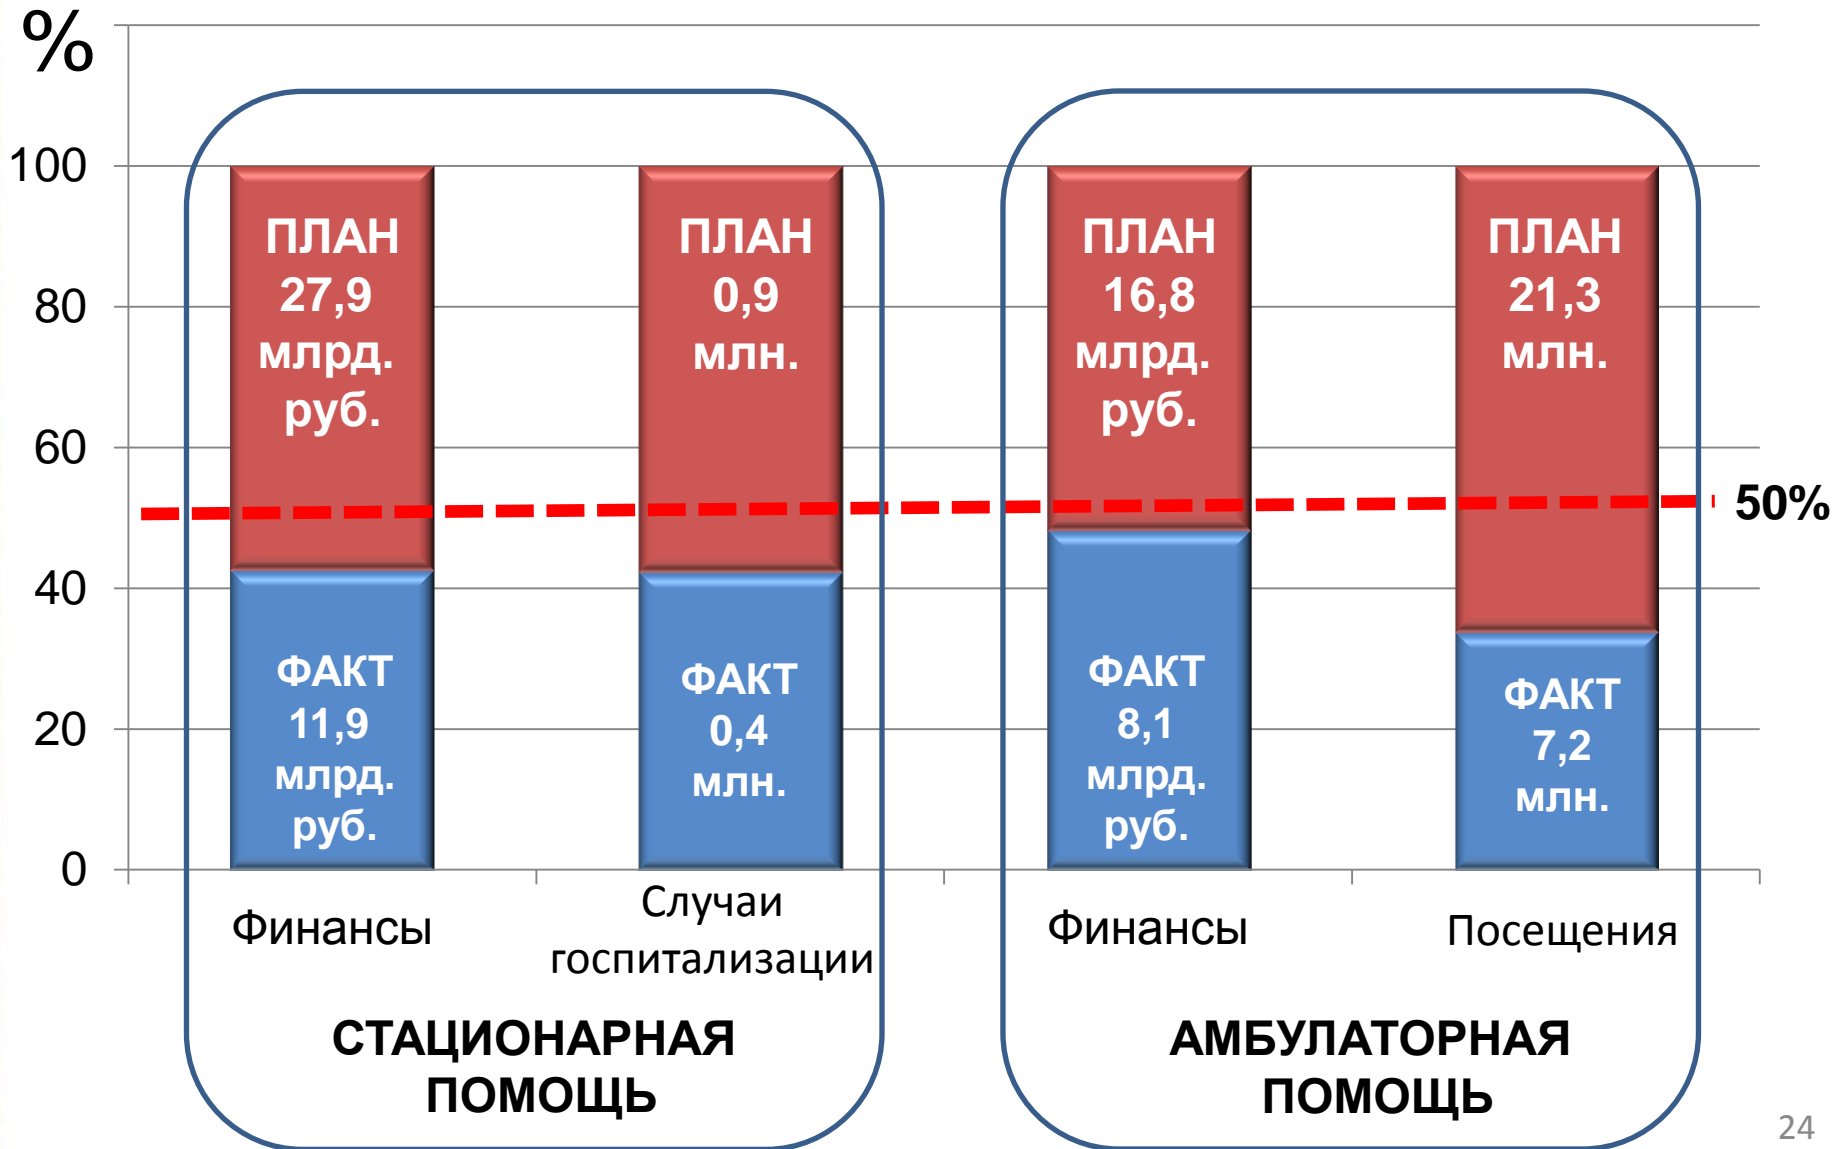 %
100
80
60
40
20
0
ПЛАН
27,9
млрд.
руб.
ФАКТ
11,9
млрд.
руб.
ПЛАН
0,9
млн.
ФАКТ
0,4
млн.
ПЛАН
16,8
млрд.
руб.
ФАКТ
8,1
млрд.
руб.
ПЛАН
21,3
млн.
ФАКТ
7,2
млн.
50%
Финансы
Случаи
госпитализации
Финансы
Посещения
СТАЦИОНАРНАЯ
ПОМОЩЬ
АМБУЛАТОРНАЯ
ПОМОЩЬ
24